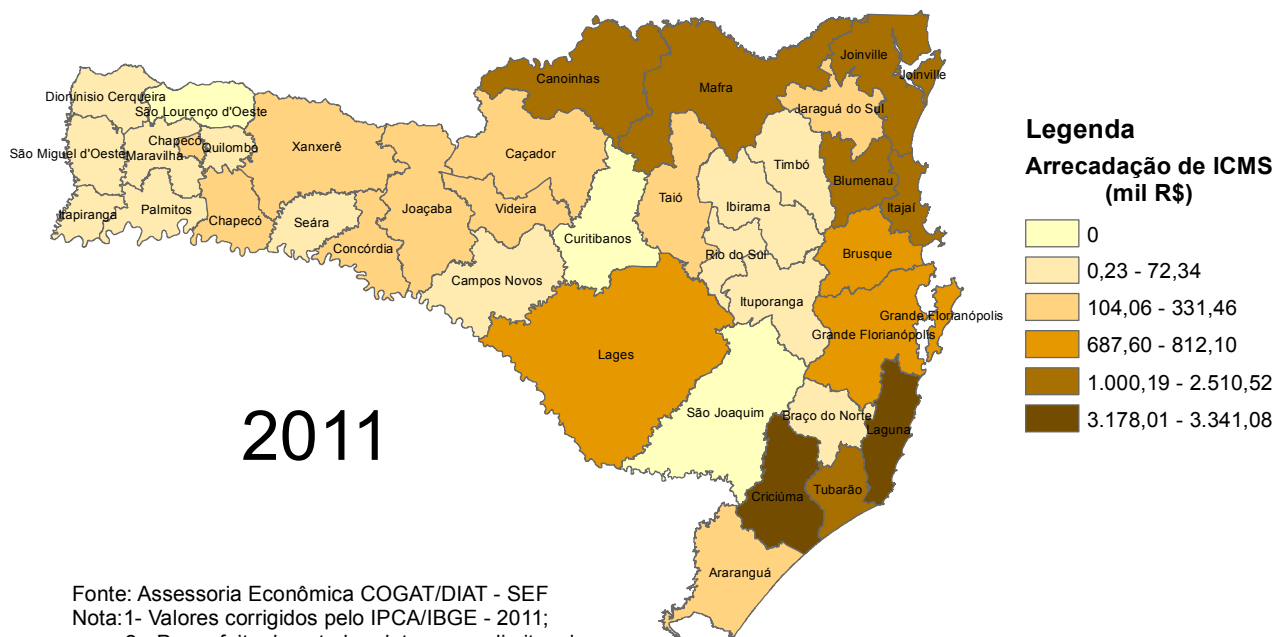 Canoinhas
Mafra
Joinville
Joinville
Dionínisio Cerqueira
São Lourenço d'Oeste
Jaraguá do Sul
São Miguel d'Oeste
Chapecó
Maravilha
Quilombo
Xanxerê
Caçador
Timbó
Blumenau
Itapiranga
Palmitos
Chapecó
Seára
Joaçaba
Videira
Taió
Ibirama
Itajaí
Concórdia
Curitibanos
Rio do Sul
Brusque
Campos Novos
Ituporanga
Grande Florianópolis
Grande Florianópolis
Lages
São Joaquim
Braço do Norte
Laguna
Criciúma
Tubarão
Araranguá
2011
Legenda
Arrecadação de ICMS
(mil R$)
0
0,23 - 72,34
104,06 - 331,46
687,60 - 812,10
1.000,19 - 2.510,52
3.178,01 - 3.341,08
Fonte: Assessoria Econômica COGAT/DIAT - SEF
Nota:1- Valores corrigidos pelo IPCA/IBGE - 2011;